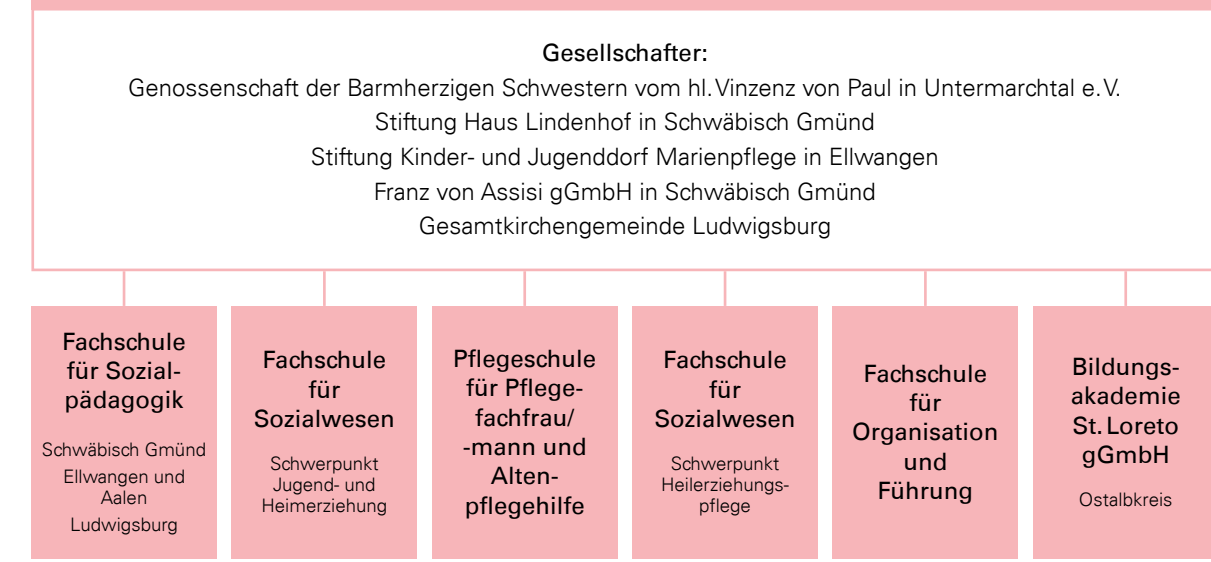 Gesellschafter:
Genossenschaft der Barmherzigen Schwestern vom hl. Vinzenz von Paul in Untermarchtal e. V.
Stiftung Haus Lindenhof in Schwäbisch Gmünd
Stiftung Kinder- und Jugenddorf Marienpflege in Ellwangen
Franz von Assisi gGmbH in Schwäbisch Gmünd
Gesamtkirchengemeinde Ludwigsburg
Fachschule
für Sozial-
pädagogik
Schwäbisch Gmünd
Ellwangen und
Aalen
Ludwigsburg
Fachschule
für
Sozialwesen
Schwerpunkt
Jugend- und
Heimerziehung
Pflegeschule
für Pflege-
fachfrau/
-mann und
Alten-
pflegehilfe
Fachschule
für
Sozialwesen
Schwerpunkt
Heilerziehungs-
pflege
Fachschule
für
Organisation
und
Führung
Bildungs-
akademie
St. Loreto
gGmbH
Ostalbkreis